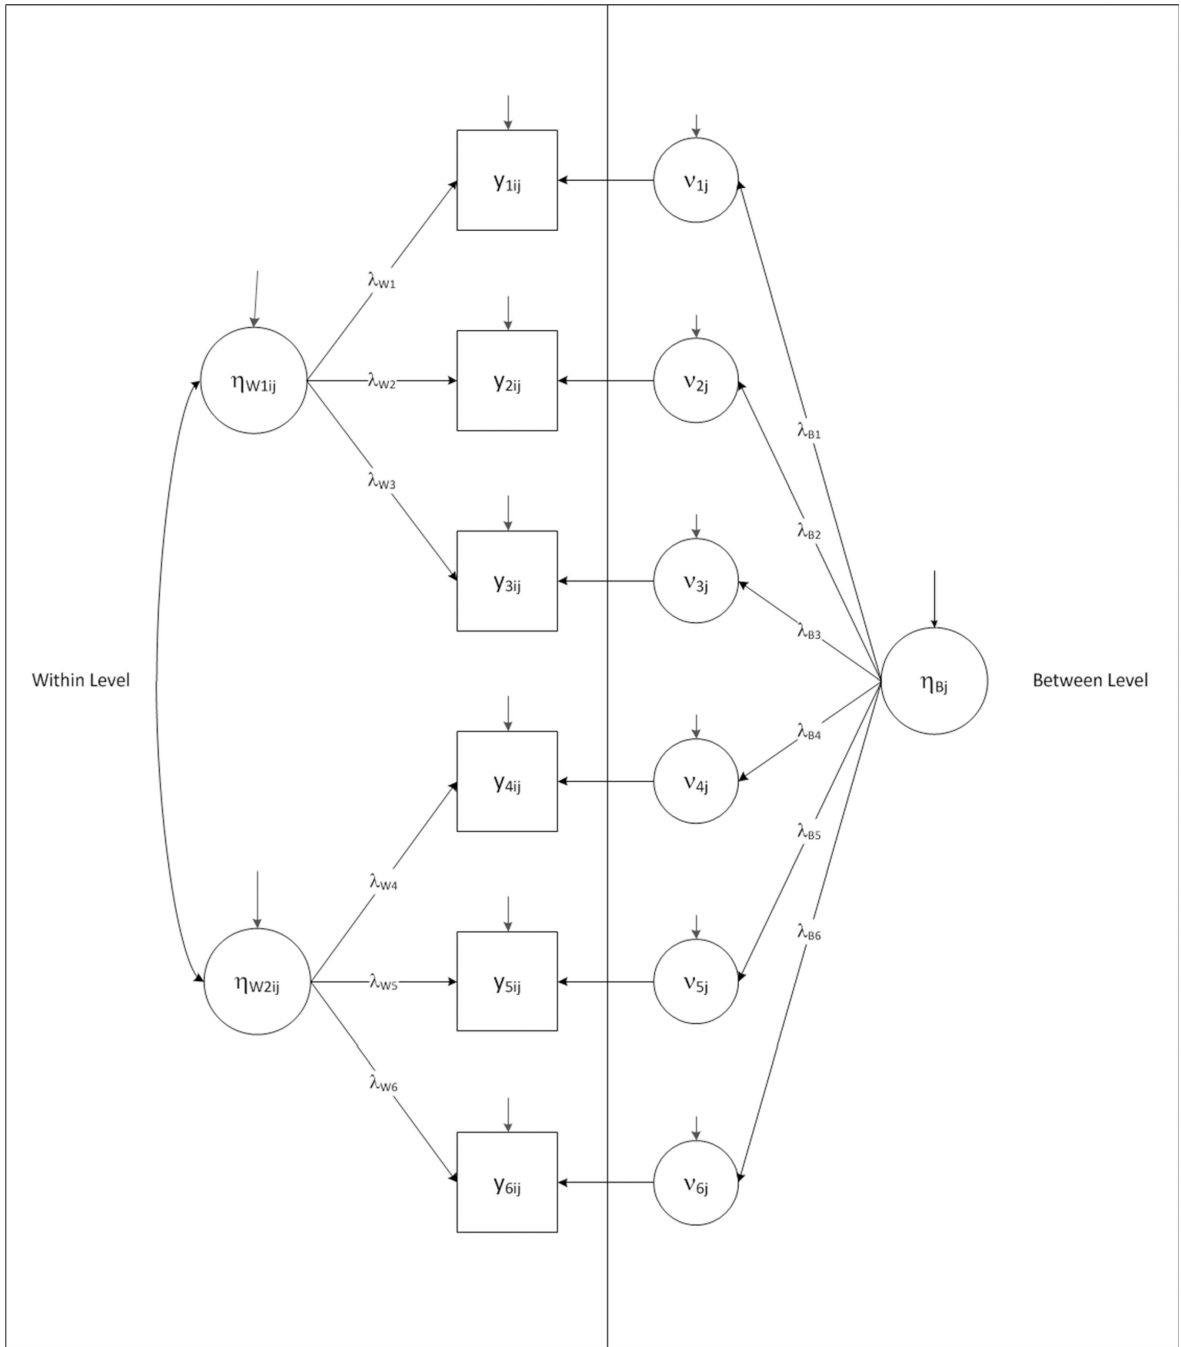 y1ij
ν1j
λW1
ηW1ij
λW2
y2ij
ν2j
λB1
λW3
λB2
y3ij
ν3j
λB3
Within Level
ηBj
Between Level
λB4
y4ij
ν4j
λB5
λW4
λB6
ηW2ij
λW5
y5ij
ν5j
λW6
y6ij
ν6j